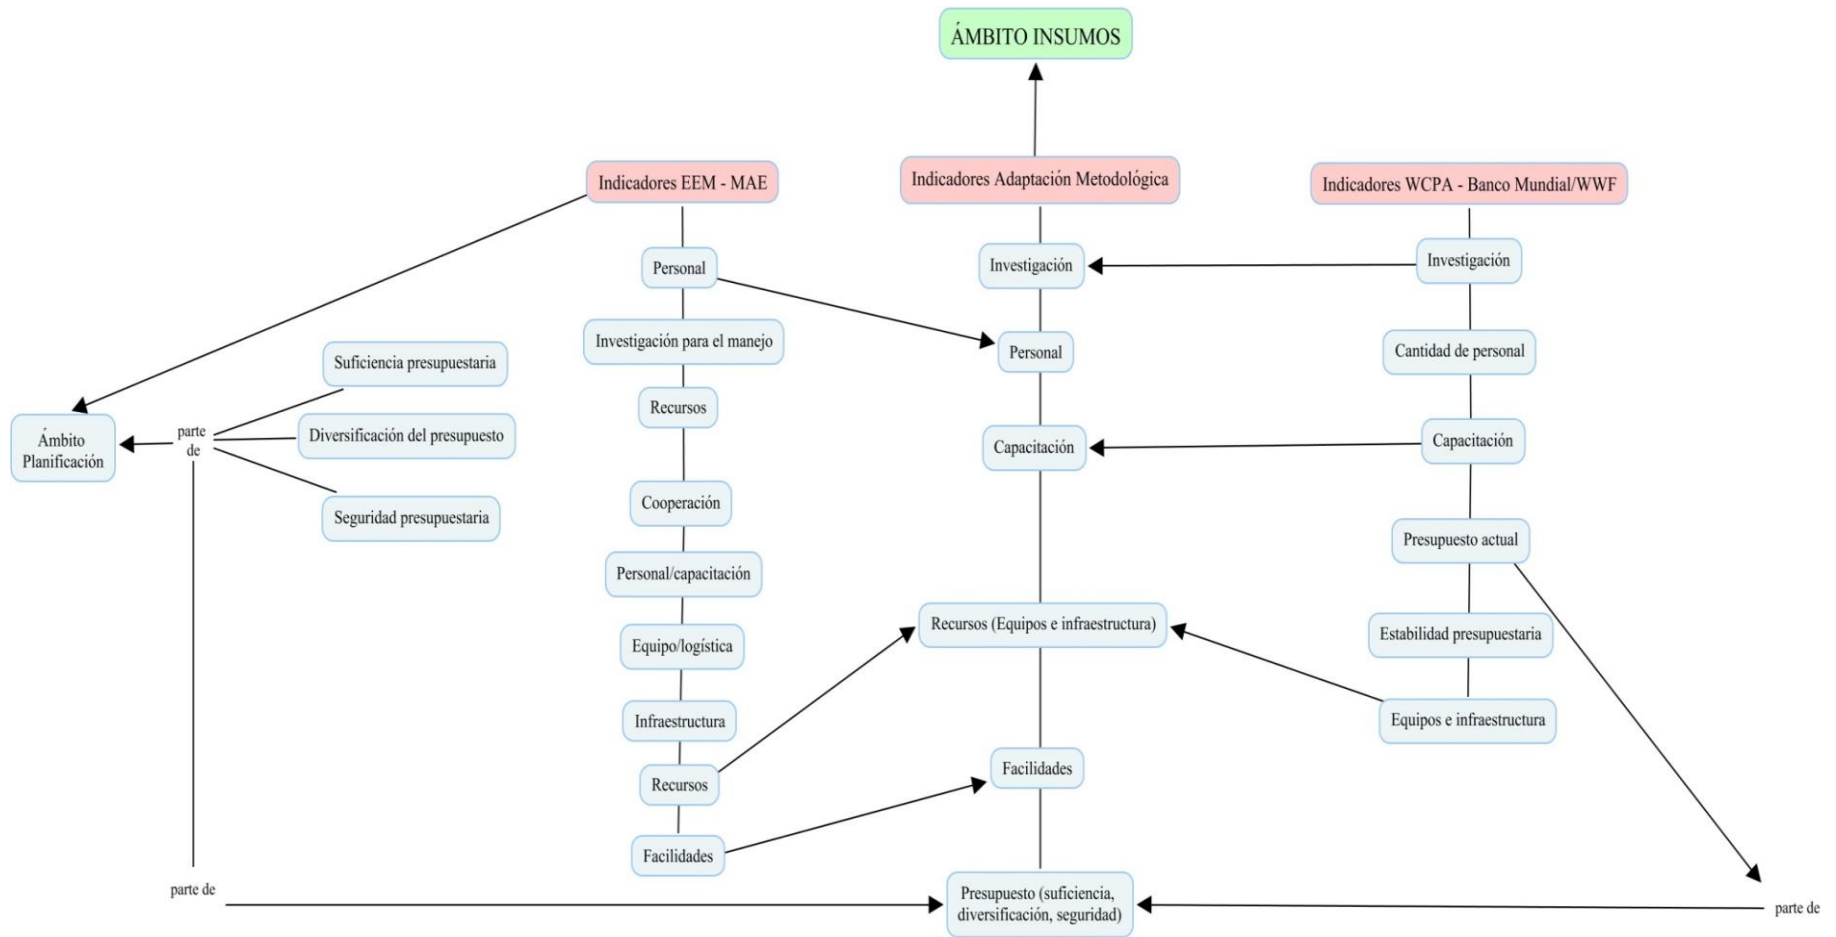 ÁMBITO INSUMOS
Indicadores EEM - MAE
Indicadores Adaptación Metodológica
Indicadores WCPA - Banco Mundial/WWF
Personal
Investigación
Investigación
Investigación para el manejo
Personal
Cantidad de personal
Suficiencia presupuestaria
Recursos
Ámbito
Planificación
parte
de
Diversificación del presupuesto
Capacitación
Capacitación
Seguridad presupuestaria
Cooperación
Presupuesto actual
Personal/capacitación
Equipo/logística
Recursos (Equipos e infraestructura)
Estabilidad presupuestaria
Infraestructura
Equipos e infraestructura
Recursos
Facilidades
Facilidades
parte de
Presupuesto (suficiencia,
diversificación, seguridad)
parte de